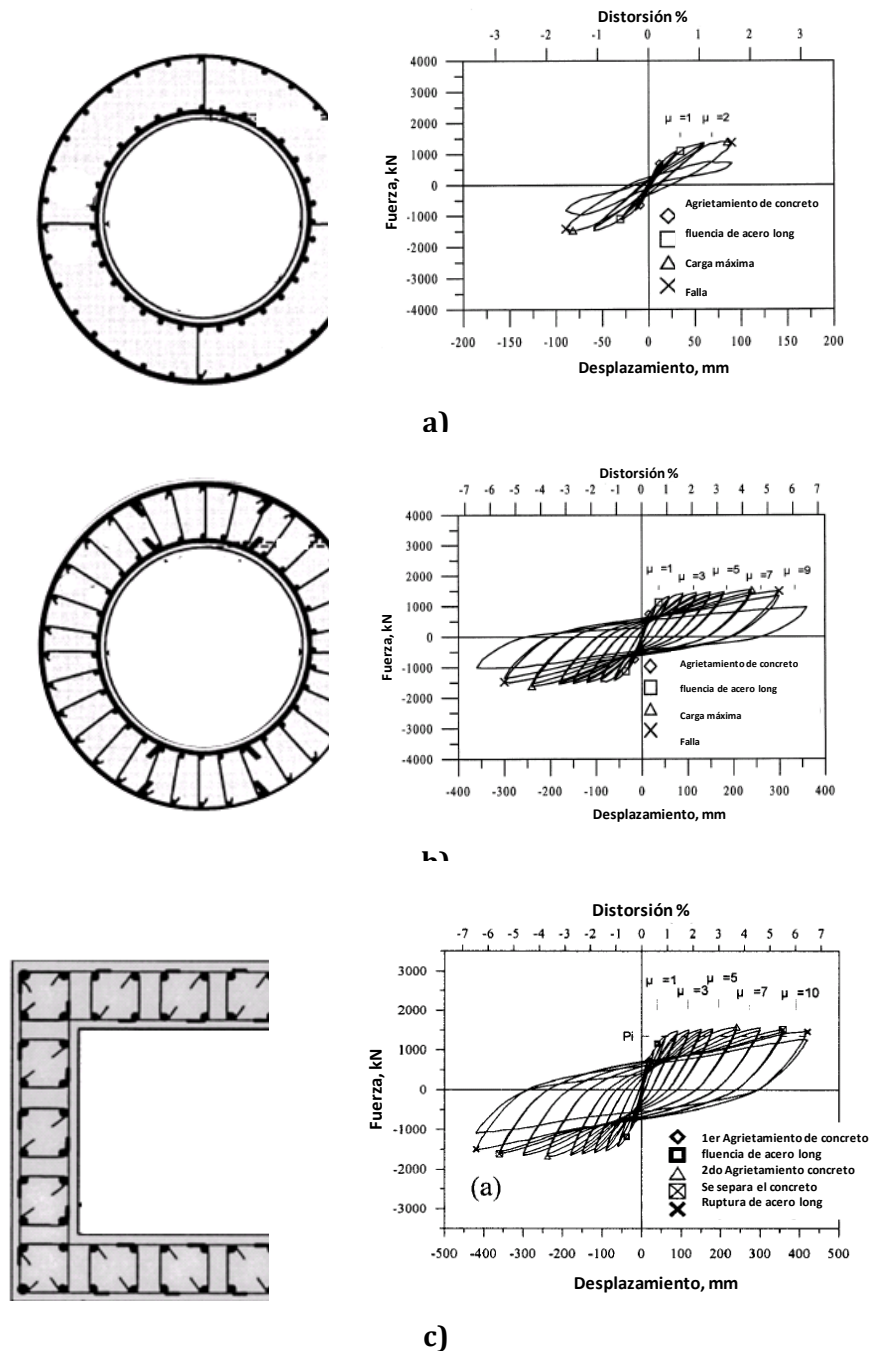 Distorsión %
-3 -2 -1 0 1 2 3
4000
3000
2000
1000
0
-1000
-2000
-3000
-4000
Fuerza, kN
μ =1 μ =2
Agrietamiento de concreto
fluencia de acero long
Carga máxima
Falla
-200 -150 -100 -50 0 50 100 150 200
Desplazamiento, mm
a)
Distorsión %
-7 -6 -5 -4 -3 -2 -1 0 1 2 3 4 5 6 7
4000
3000
2000
1000
0
-1000
-2000
-3000
-4000
Fuerza, kN
μ =1 μ =3 μ =5 μ =7 μ =9
Agrietamiento de concreto
fluencia de acero long
Carga máxima
Falla
-400 -300 -200 -100 0 100 200 300 400
Desplazamiento, mm
b)
Distorsión %
-7 -6 -5 -4 -3 -2 -1 0 1 2 3 4 5 6 7
3000
2000
1000
0
-1000
-2000
-3000
Fuerza, kN
μ =1 μ =3 μ =5 μ =7 μ =10
Pi
(a)
1er Agrietamiento de concreto
fluencia de acero long
2do Agrietamiento concreto
Se separa el concreto
Ruptura de acero long
-500 -400 -300 -200 -100 0 100 200 300 400 500
Desplazamiento, mm
c)